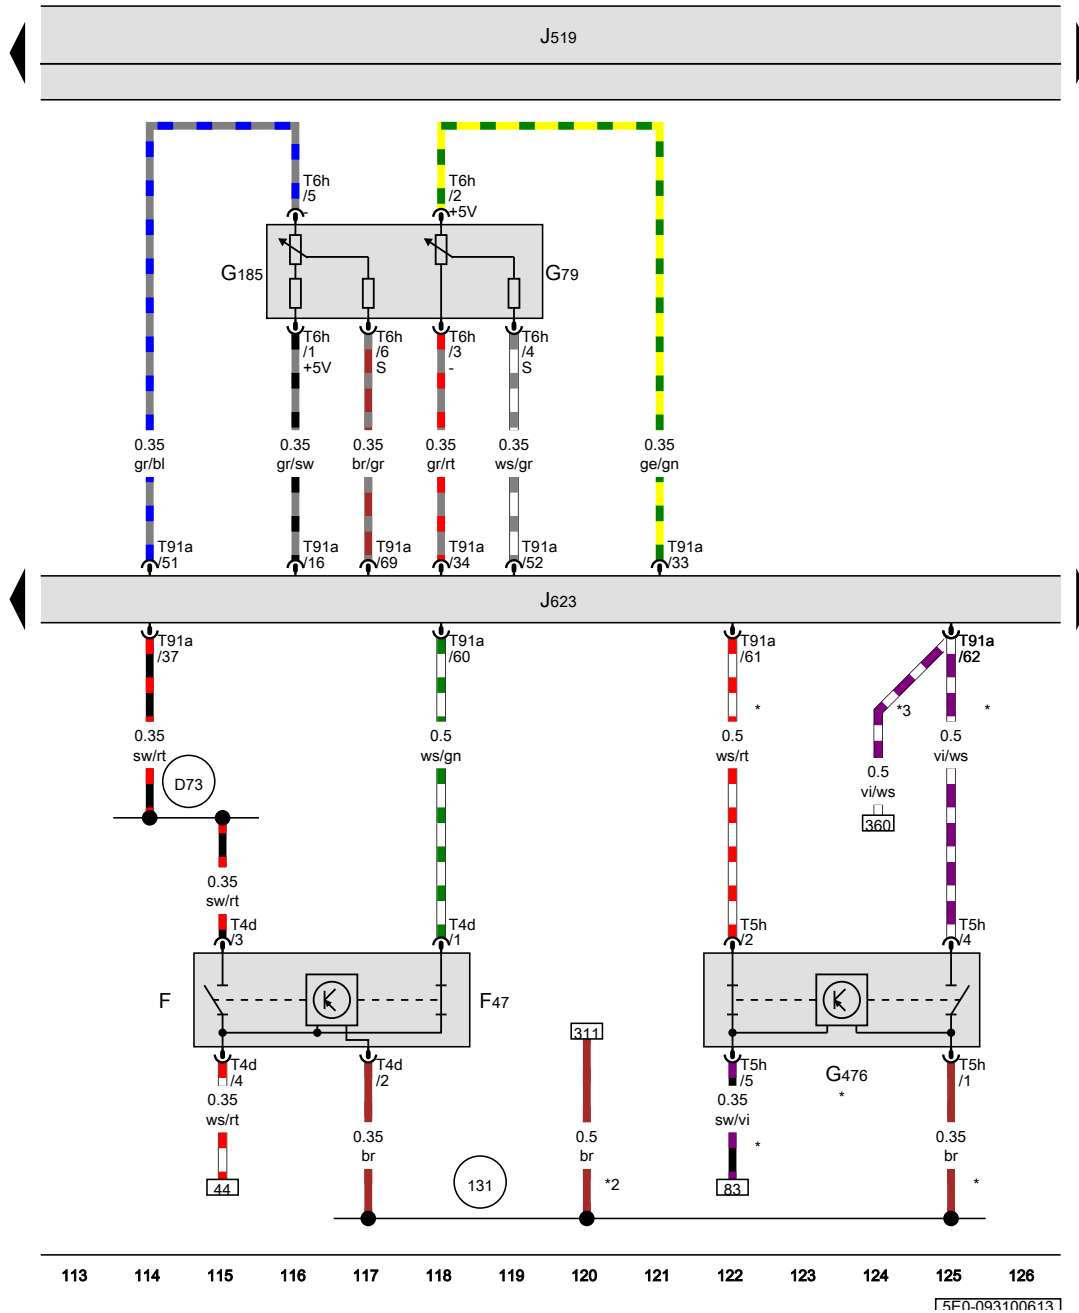 J519
T6h
/5
-
T6h
/2
+5V
G185
G79
T6h
/1
+5V
T6h
/6
S
T6h
/3
-
T6h
/4
S
0.35
gr/bl
0.35
gr/sw
0.35
br/gr
0.35
gr/rt
0.35
ws/gr
0.35
ge/gn
T91a
/51
T91a
/16
T91a
/69
T91a
/34
T91a
/52
T91a
/33
J623
T91a
/37
T91a
/60
T91a
/61
T91a
/62
*
*3
*
0.35
sw/rt
0.5
ws/gn
0.5
ws/rt
0.5
vi/ws
0.5
vi/ws
D73
360
0.35
sw/rt
T4d
/3
T4d
/1
T5h
/2
T5h
/4
F
F47
311
T4d
/4
T4d
/2
T5h
/5
G476
*
T5h
/1
0.35
ws/rt
0.35
sw/vi
0.35
br
0.5
br
*
0.35
br
44
131
*2
83
*
113 114 115 116 117 118 119 120 121 122 123 124 125 126
5E0-093100613